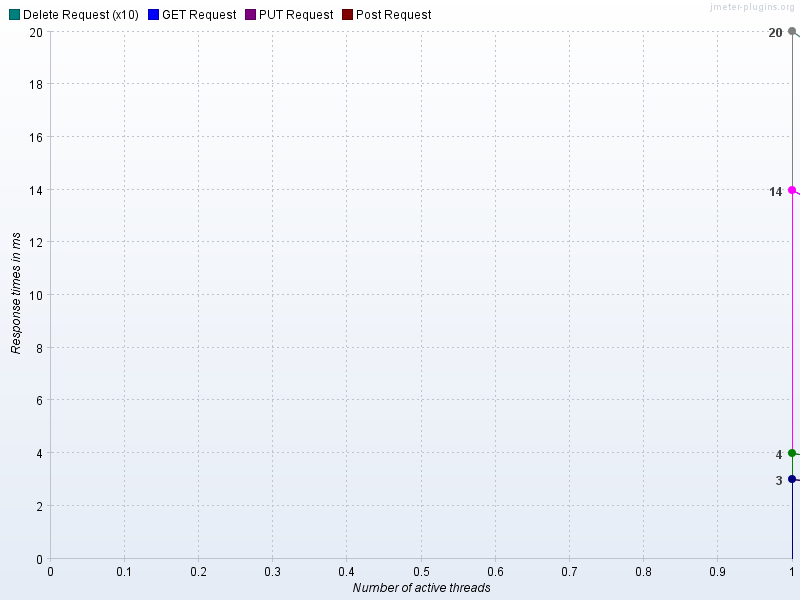 jmeter-plugins.org
Delete Request (x10) GET Request PUT Request Post Request
20 20
18
16
14 14
12
Response times in ms
10
8
6
4 4
3
2
0
0 0.1 0.2 0.3 0.4 0.5 0.6 0.7 0.8 0.9 1
Number of active threads